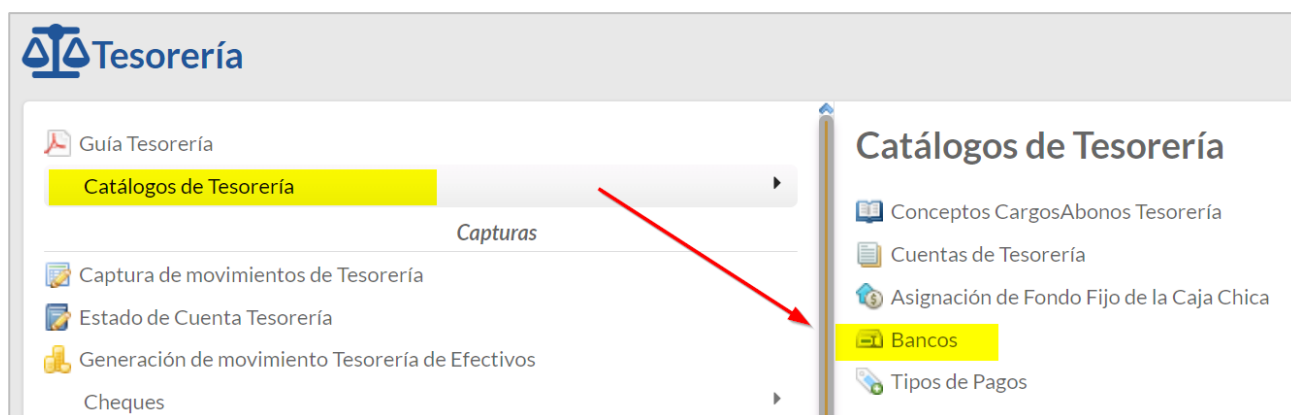 Tesorería
Guía Tesorería
Catálogos de Tesorería
Capturas
Captura de movimientos de Tesorería
Estado de Cuenta Tesorería
Generación de movimiento Tesorería de Efectivos
Cheques
Catálogos de Tesorería
Conceptos CargosAbonos Tesorería
Cuentas de Tesorería
Asignación de Fondo Fijo de la Caja Chica
Bancos
Tipos de Pagos